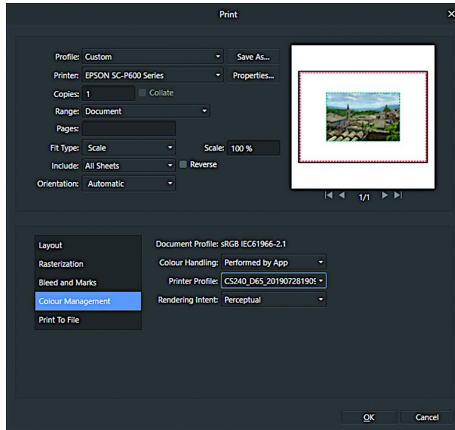 Print
Profile: Custom Save As...
Printer: EPSON SC-P600 Series Properties...
Copies: 1 Collate
Range: Document
Pages:
Fit Type: Scale Scale: 100 %
Include: All Sheets Reverse
Orientation: Automatic
1/1
Layout
Rasterization
Bleed and Marks
Colour Management
Print To File
Document Profile: sRGB IEC61966-2.1
Colour Handling: Performed by App
Printer Profile: CS240_D65_20190728190
Rendering Intent: Perceptual
OK Cancel